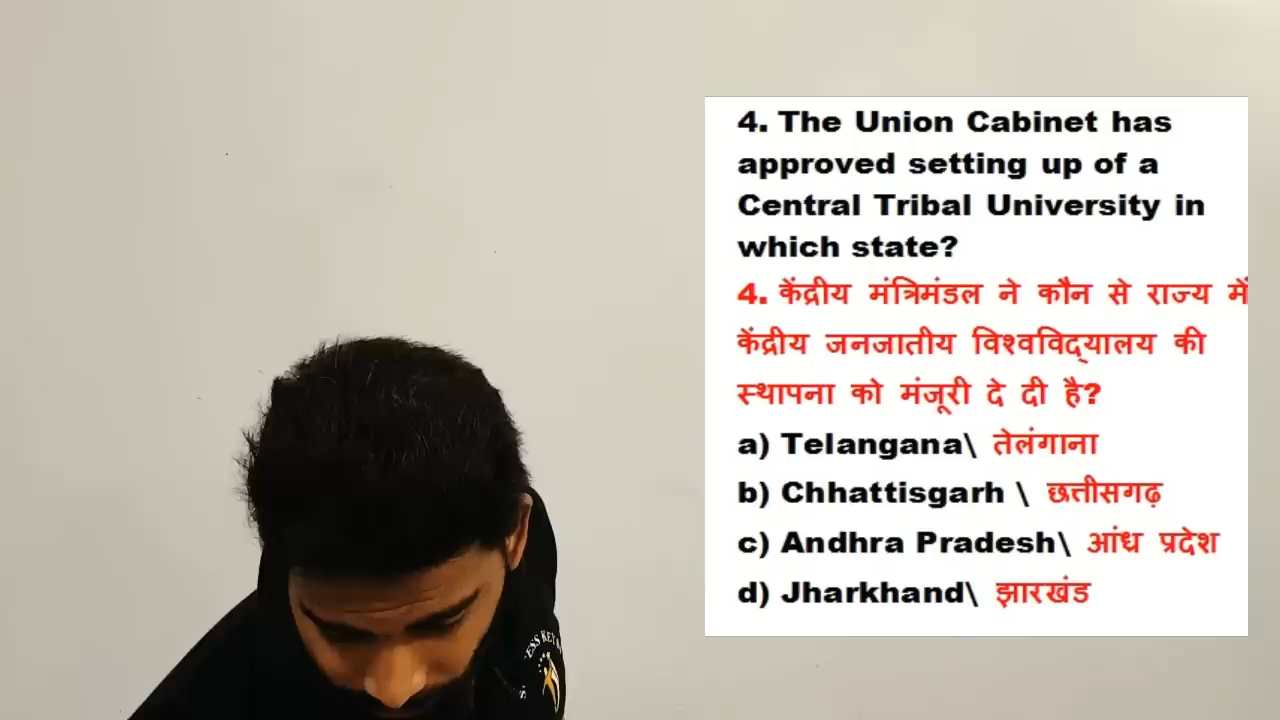 4. The Union Cabinet has
approved setting up of a
Central Tribal University in
which state?
4. केंद्रीय मंत्रिमंडल ने कौन से राज्य में
केंद्रीय जनजातीय विश्वविद्यालय की
स्थापना को मंजूरी दे दी है?
a) Telangana\ तेलंगाना
b) Chhattisgarh \ छत्तीसगढ़
c) Andhra Pradesh\ आंध प्रदेश
d) Jharkhand\ झारखंड